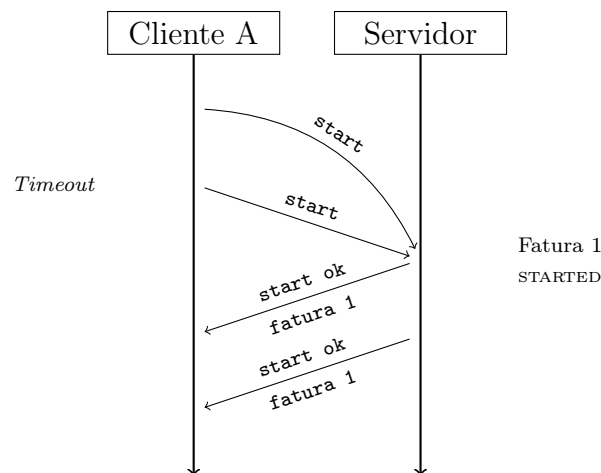 Cliente A
Servidor
start
Timeout
start
Fatura 1
STARTED
start ok
fatura 1
start ok
fatura 1